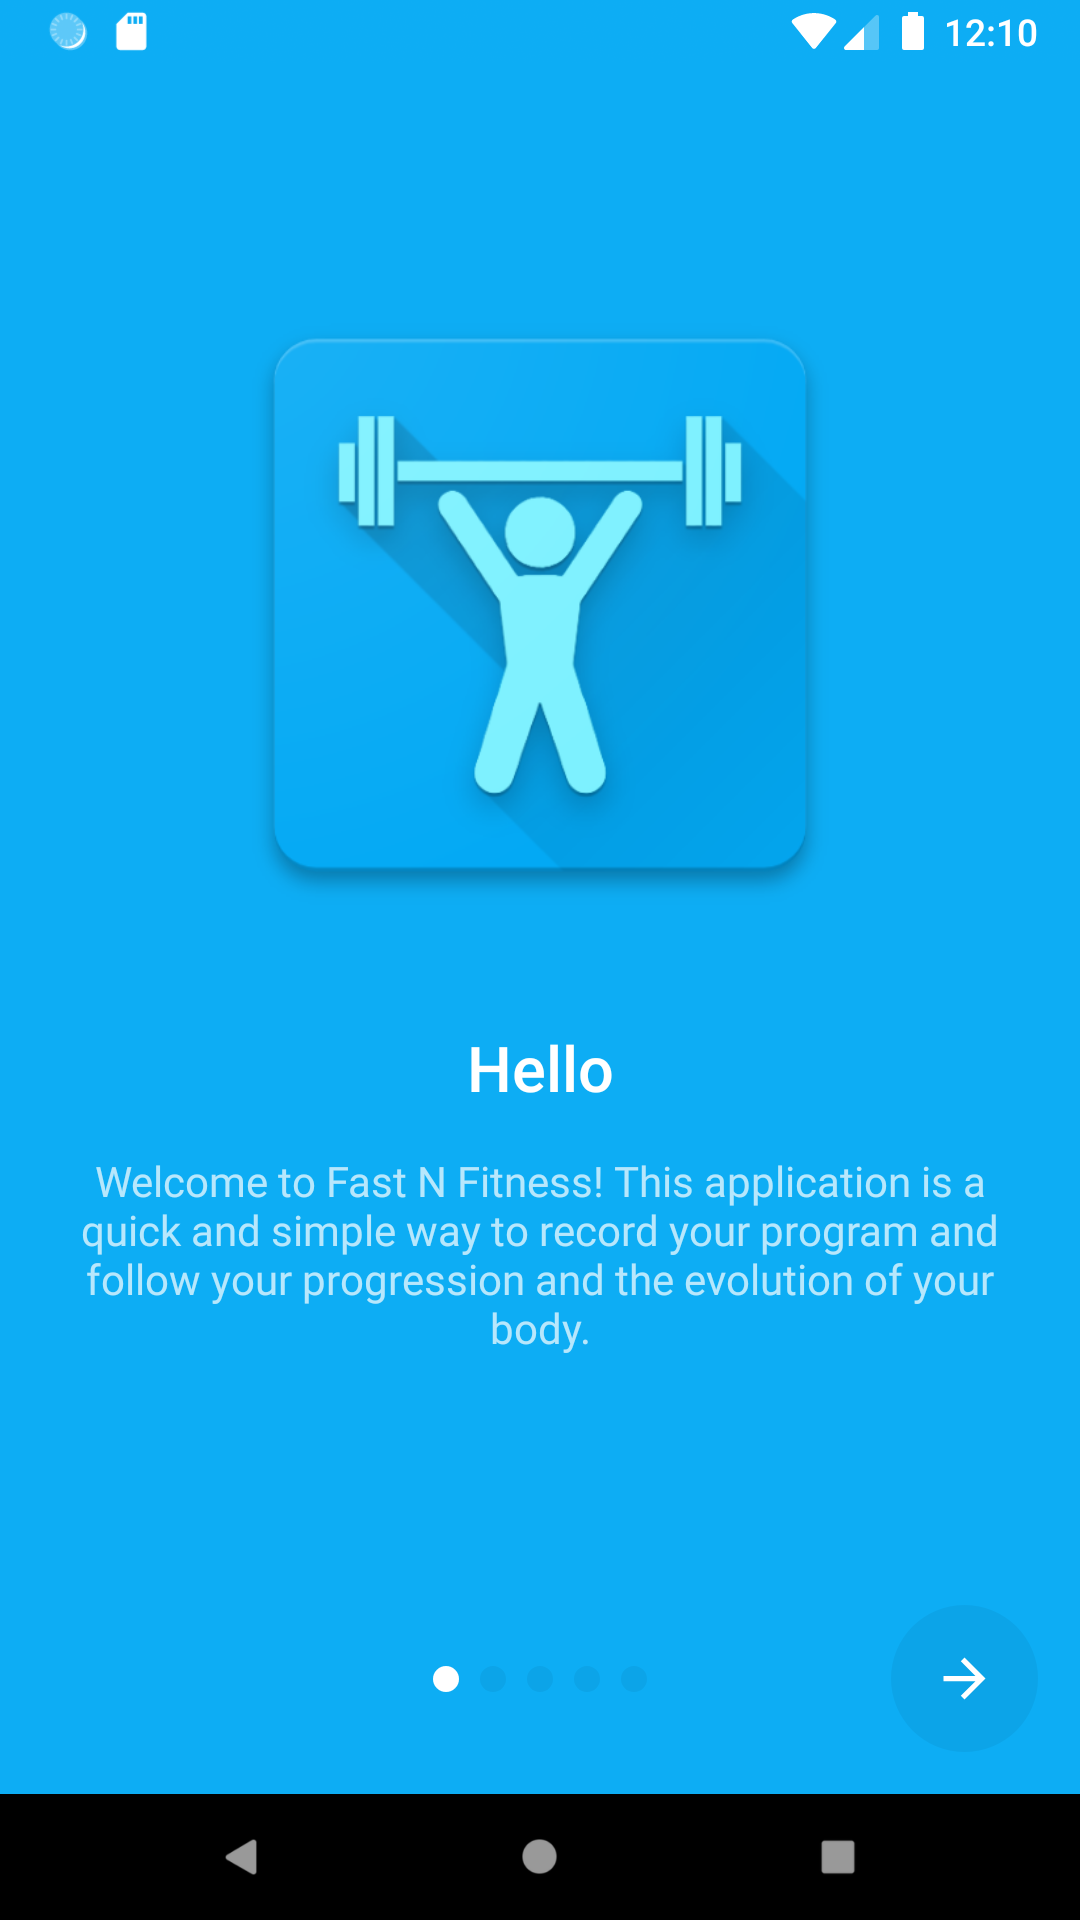 12:10
Hello
Welcome to Fast N Fitness! This application is a
quick and simple way to record your program and
follow your progression and the evolution of your
body.